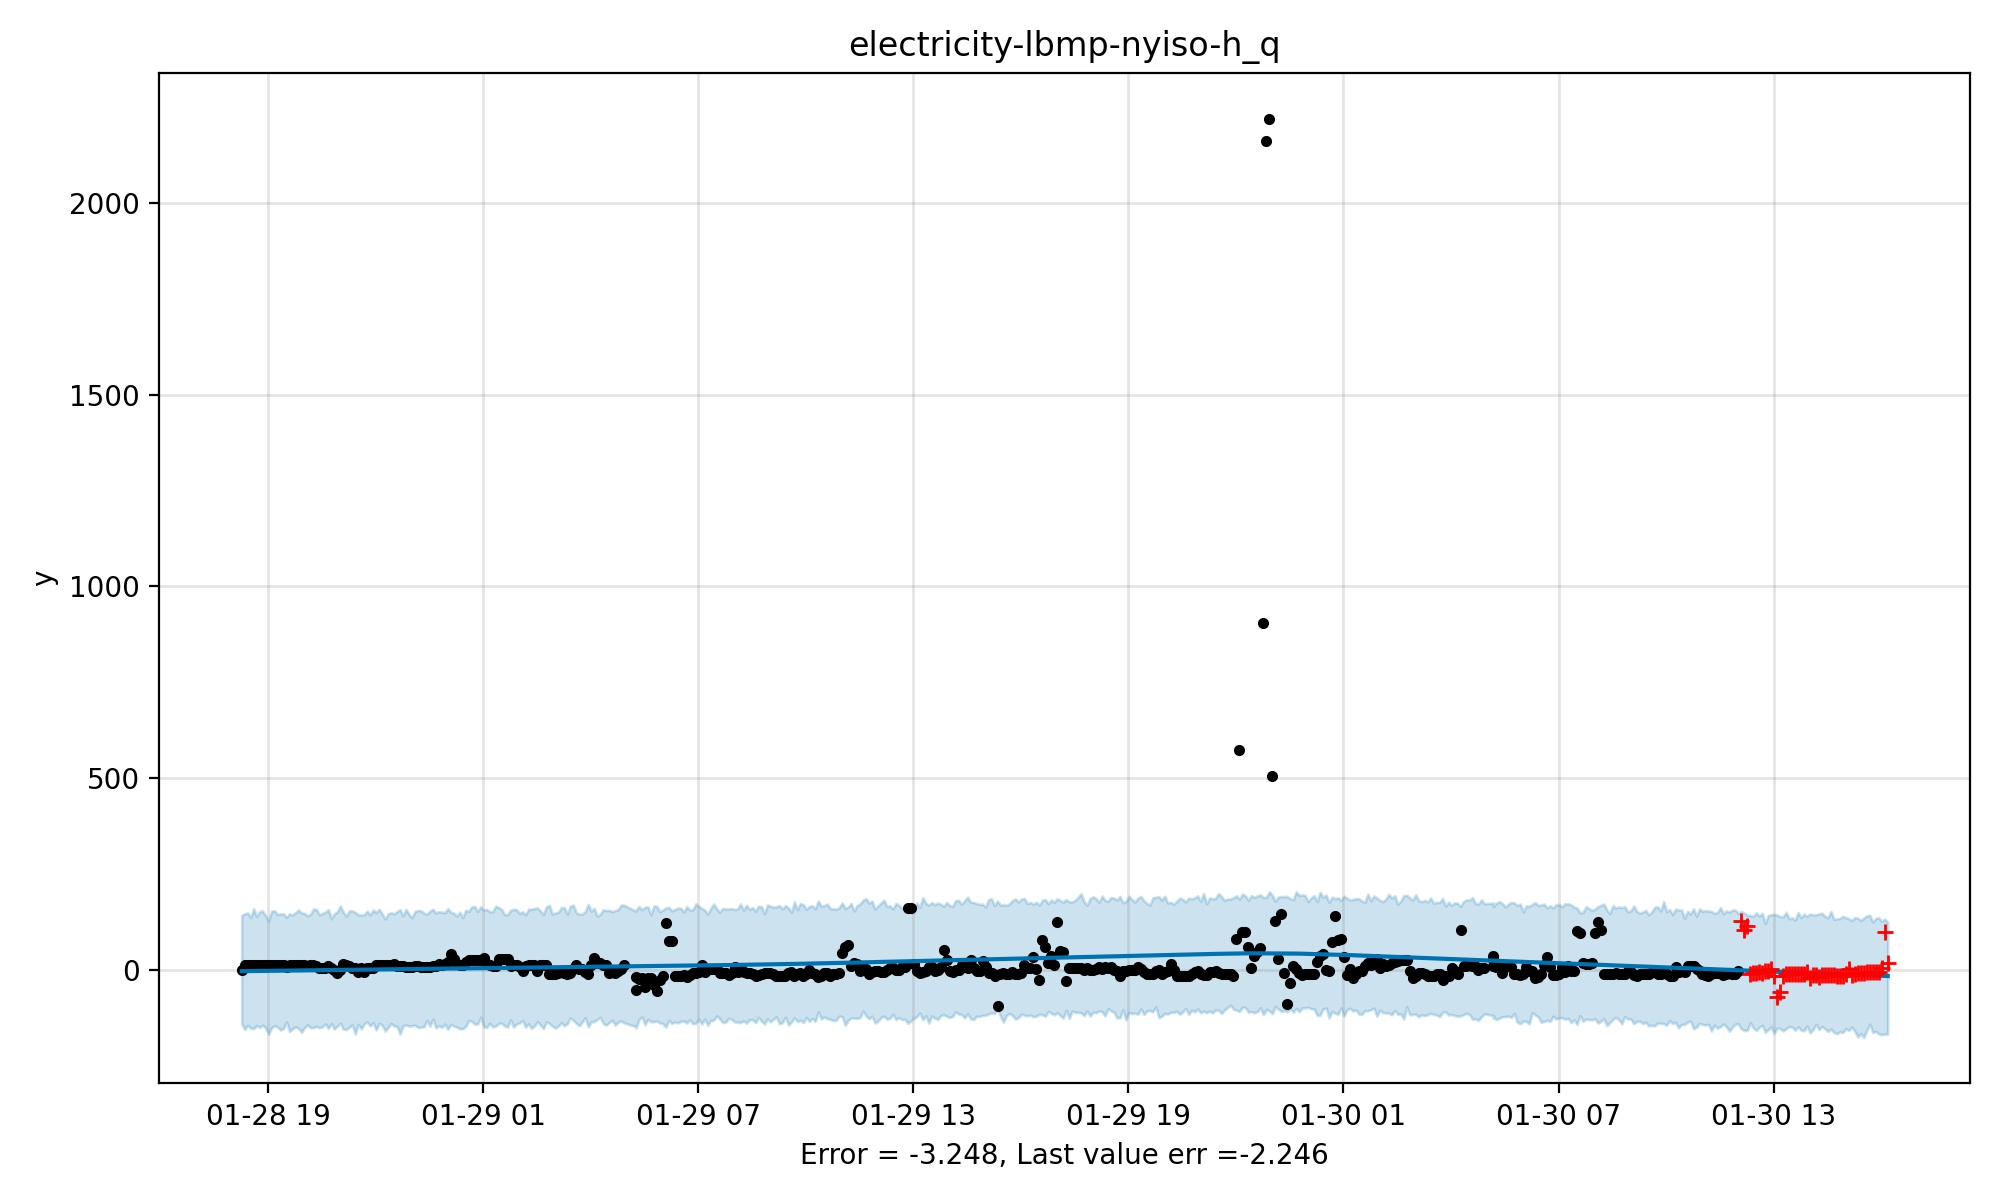 electricity-lbmp-nyiso-h_q
y
2000
1500
1000
500
0
01-28 19 01-29 01 01-29 07 01-29 13 01-29 19 01-30 01 01-30 07 01-30 13
Error = -3.248, Last value err =-2.246